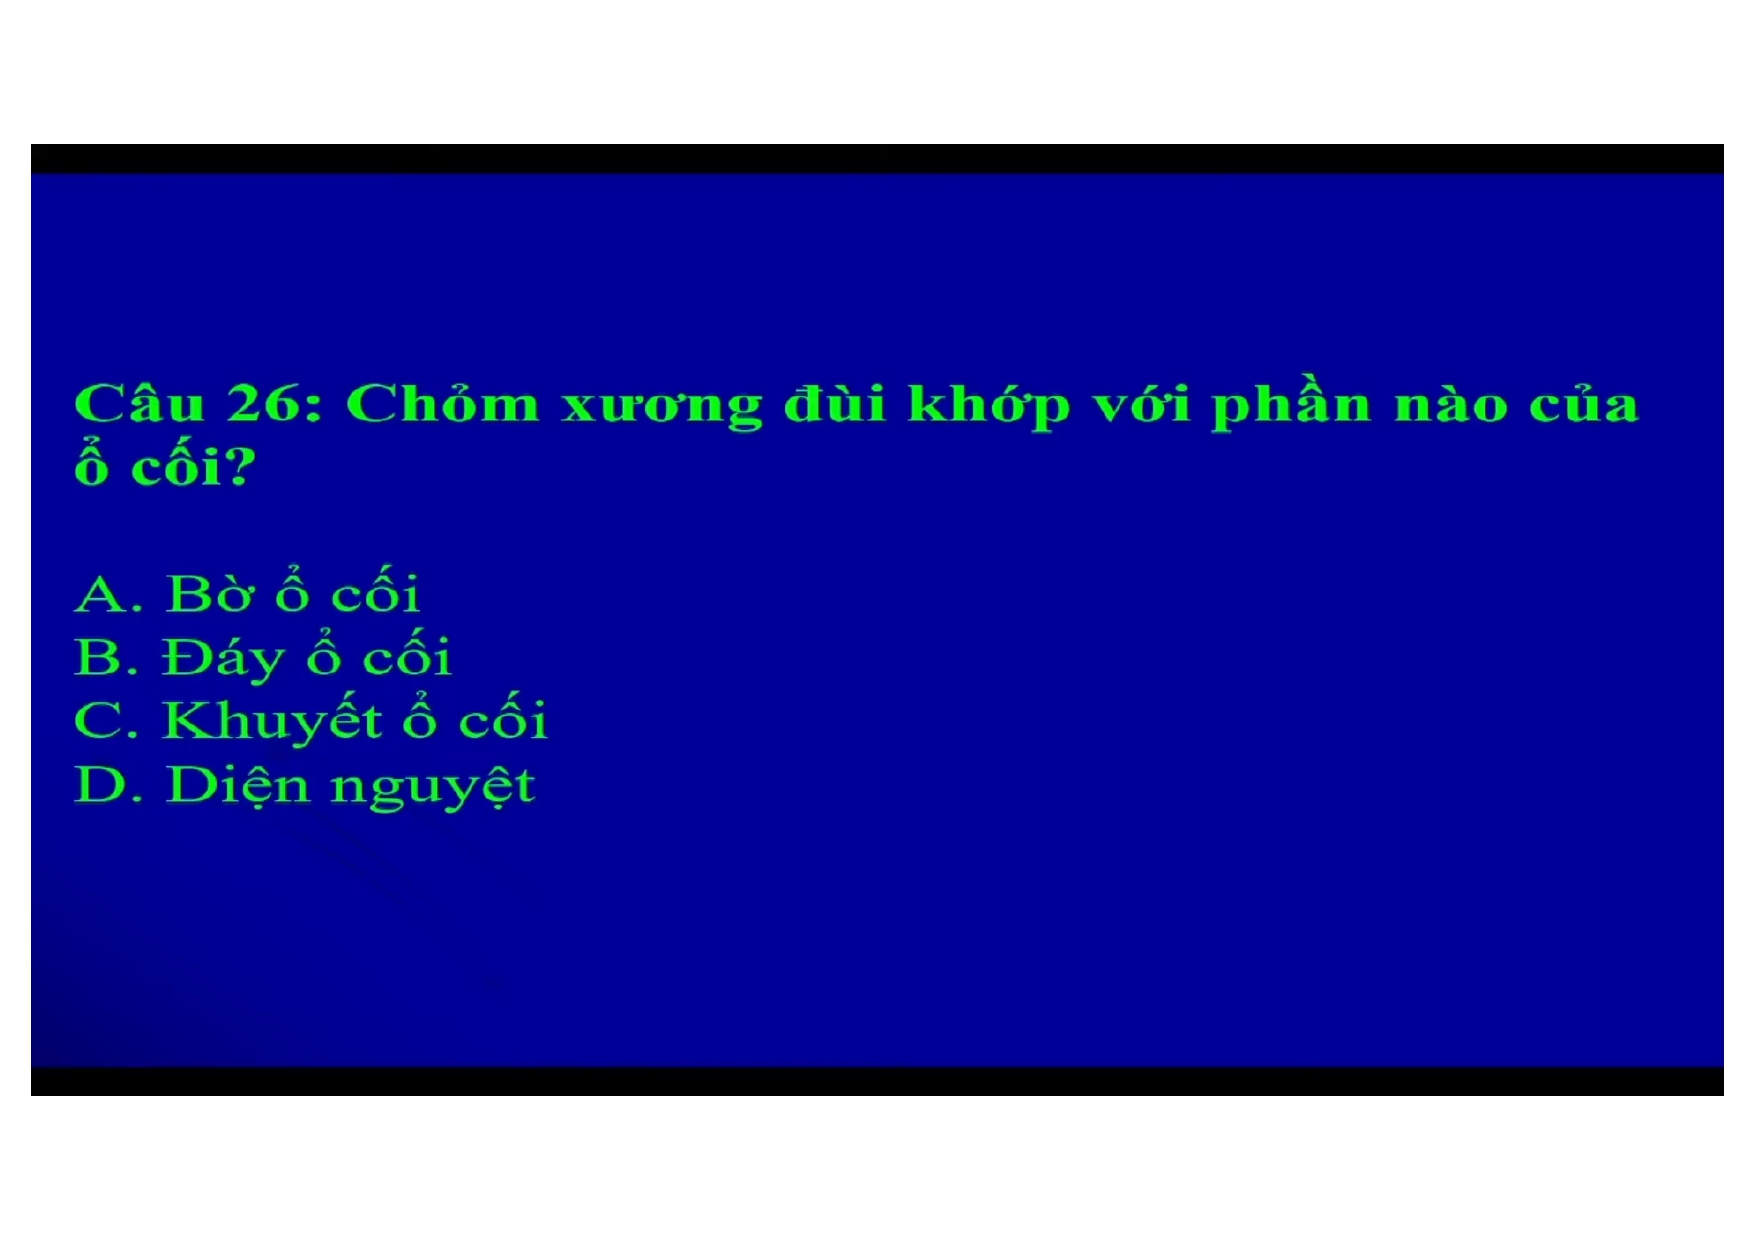 Câu 26: Chỏm xương đùi khớp với phần nào của
ổ cối?
A. Bờ ổ cối
B. Đáy ổ cối
C. Khuyết ổ cối
D. Diện nguyệt